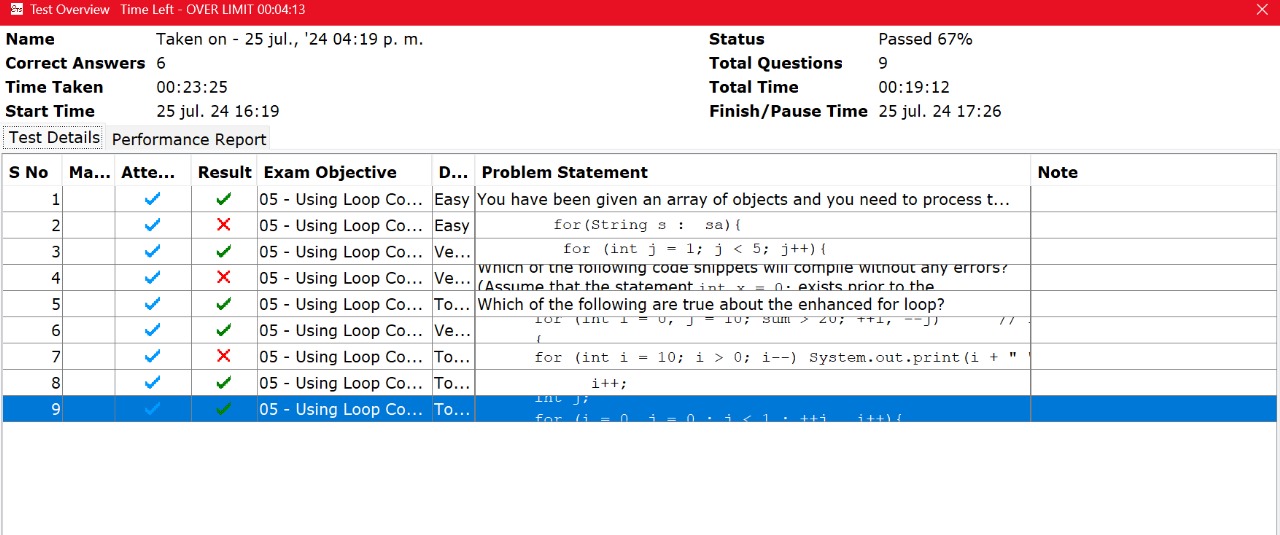 Test Overview Time Left - OVER LIMIT 00:04:13
Name Taken on - 25 jul., '24 04:19 p. m. Status Passed 67%
Correct Answers 6 Total Questions 9
Time Taken 00:23:25 Total Time 00:19:12
Start Time 25 jul. 24 16:19 Finish/Pause Time 25 jul. 24 17:26
Test Details Performance Report
S No Ma... Atte... Result Exam Objective D... Problem Statement Note
1 05 - Using Loop Co... Easy You have been given an array of objects and you need to process t...
2 05 - Using Loop Co... Easy for(String s : sa){
3 05 - Using Loop Co... Ve... for (int j = 1; j < 5; j++){
4 05 - Using Loop Co... Ve... Which of the following code snippets will compile without any errors?
(Assume that the statement int x = 0; exists prior to the
5 05 - Using Loop Co... To... Which of the following are true about the enhanced for loop?
6 05 - Using Loop Co... Ve... for (int i = 0, j = 10; sum > 20; ++i, --j) //
{
7 05 - Using Loop Co... To... for (int i = 10; i > 0; i--) System.out.print(i + " "
8 05 - Using Loop Co... To... i++;
9 05 - Using Loop Co... To... int j;
for (i = 0, j = 0 ; j < 1 ; ++j , i++){